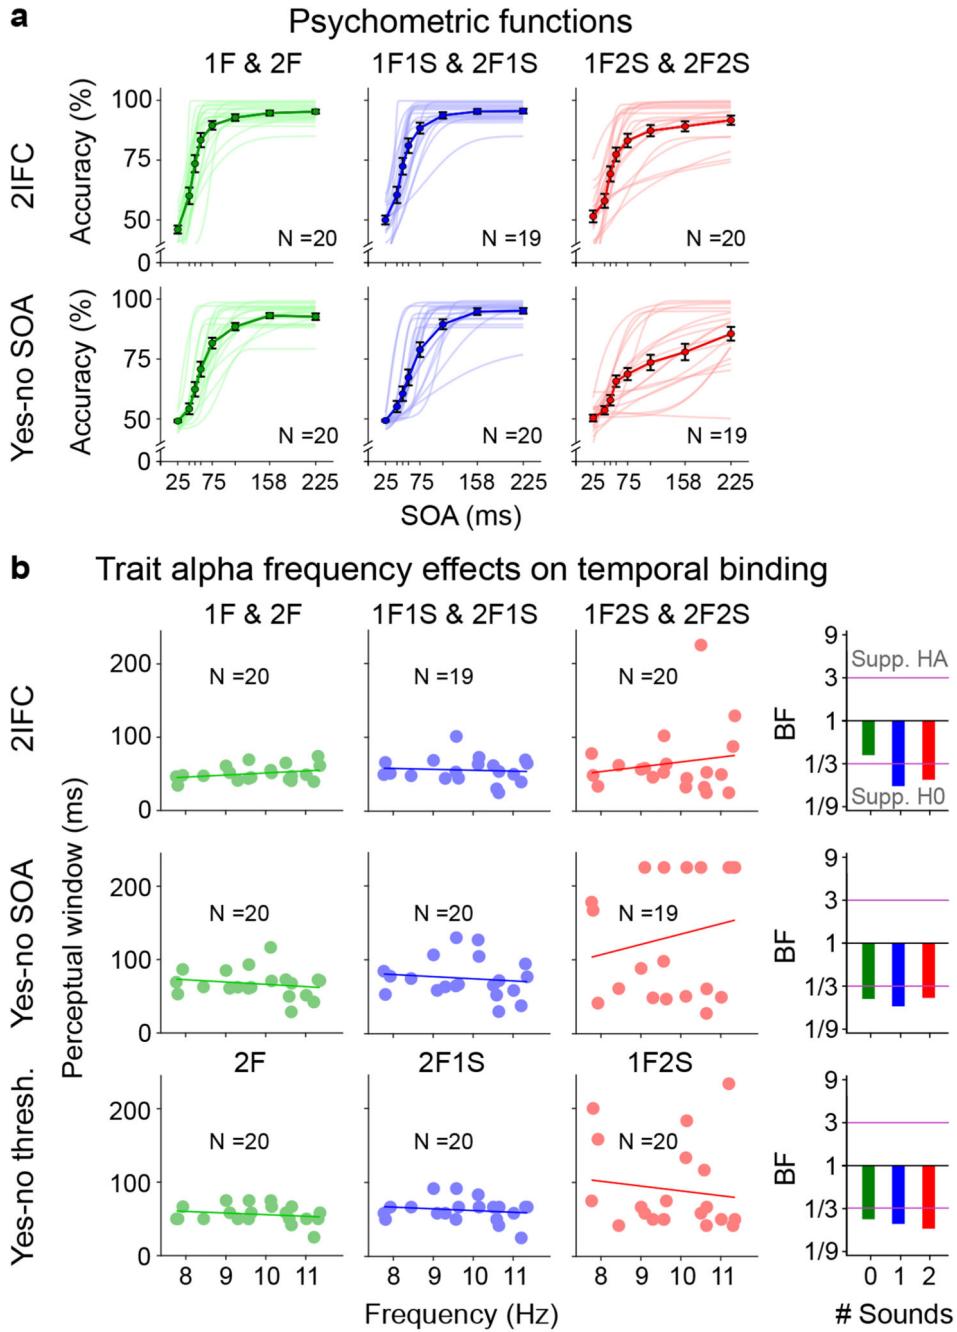 a
Psychometric functions
1F & 2F
1F1S & 2F1S
1F2S & 2F2S
2IFC
Accuracy (%)
100
75
50
0
N =20
N =19
N =20
Yes-no SOA
Accuracy (%)
100
75
50
0
N =20
N =20
N =19
25 75 158 225
25 75 158 225
25 75 158 225
SOA (ms)
b
Trait alpha frequency effects on temporal binding
1F & 2F
1F1S & 2F1S
1F2S & 2F2S
2IFC
Perceptual window (ms)
200
100
0
N =20
N =19
N =20
BF
9
3
1
1/3
1/9
Supp. HA
Supp. H0
Yes-no SOA
200
100
0
N =20
N =20
N =19
BF
9
3
1
1/3
1/9
2F
2F1S
1F2S
Yes-no thresh.
200
100
0
N =20
N =20
N =20
BF
9
3
1
1/3
1/9
8 9 10 11
8 9 10 11
8 9 10 11
0 1 2
Frequency (Hz)
# Sounds